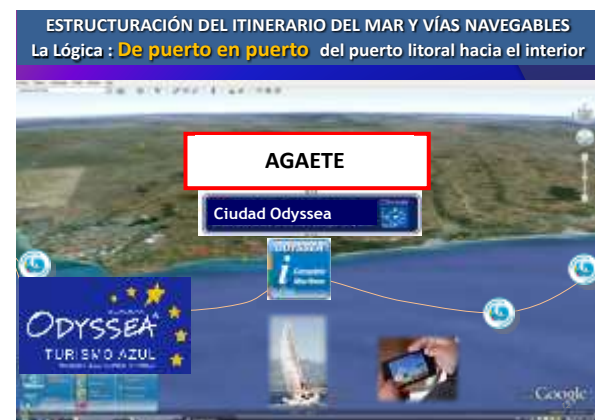 ESTRUCTURACIÓN DEL ITINERARIO DEL MAR Y VÍAS NAVEGABLES
La Lógica : De puerto en puerto del puerto litoral hacia el interior
AGAETE
Ciudad Odyssea
ODYSSEA
i
ODYSSEA
TURISMO AZUL
Google